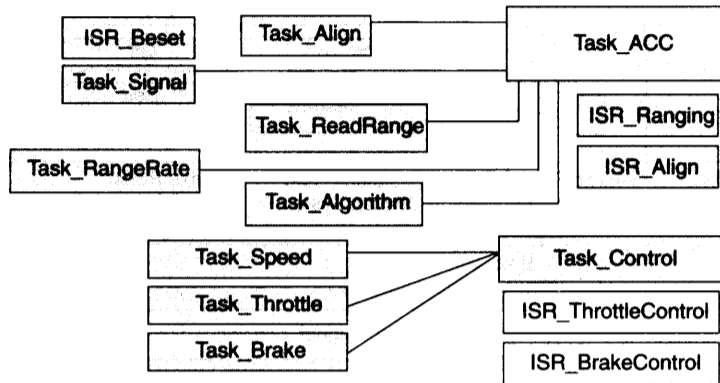 ISR_Beset
Task_Align
Task_ACC
Task_Signal
Task_ReadRange
ISR_Ranging
Task_RangeRate
ISR_Align
Task_Algorithm
Task_Speed
Task_Control
Task_Throttle
ISR_ThrottleControl
Task_Brake
ISR_BrakeControl